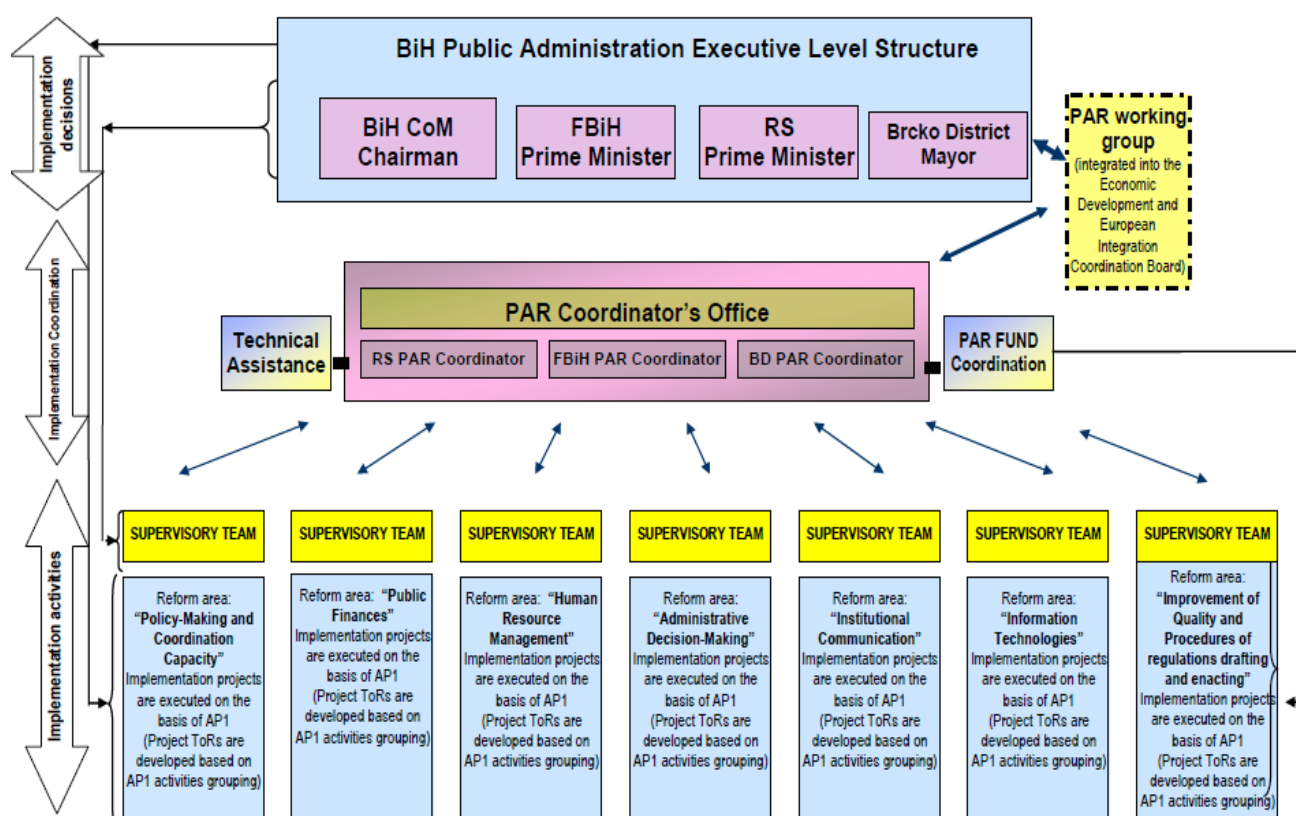 Implementation
decisions
BiH Public Administration Executive Level Structure
BiH CoM
Chairman
FBiH
Prime Minister
RS
Prime Minister
Brcko District
Mayor
PAR working
group
(integrated into the
Economic
Development and
European
Integration
Coordination Board)
Implementation Coordination
Technical
Assistance
PAR Coordinator's Office
RS PAR Coordinator
FBiH PAR Coordinator
BD PAR Coordinator
PAR FUND
Coordination
Implementation activities
SUPERVISORY TEAM
Reform area:
“Policy-Making and
Coordination
Capacity”
Implementation projects
are executed on the
basis of AP1
(Project ToRs are
developed based on
AP1 activities grouping)
SUPERVISORY TEAM
Reform area: “Public
Finances”
Implementation projects
are executed on the
basis of AP1
(Project ToRs are
developed based on
AP1 activities grouping)
SUPERVISORY TEAM
Reform area: “Human
Resource
Management”
Implementation projects
are executed on the
basis of AP1
(Project ToRs are
developed based on
AP1 activities grouping)
SUPERVISORY TEAM
Reform area:
“Administrative
Decision-Making”
Implementation projects
are executed on the
basis of AP1
(Project ToRs are
developed based on
AP1 activities grouping)
SUPERVISORY TEAM
Reform area:
“Institutional
Communication”
Implementation projects
are executed on the
basis of AP1
(Project ToRs are
developed based on
AP1 activities grouping)
SUPERVISORY TEAM
Reform area:
“Information
Technologies”
Implementation projects
are executed on the
basis of AP1
(Project ToRs are
developed based on
AP1 activities grouping)
SUPERVISORY TEAM
Reform area:
“Improvement of
Quality and
Procedures of
regulations drafting
and enacting”
Implementation projects
are executed on the
basis of AP1
(Project ToRs are
developed based on
AP1 activities grouping)